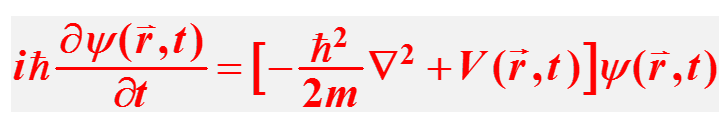 iħ ∂ψ(r⃗,t)/∂t = [-ħ²/2m ∇² + V(r⃗,t)]ψ(r⃗,t)